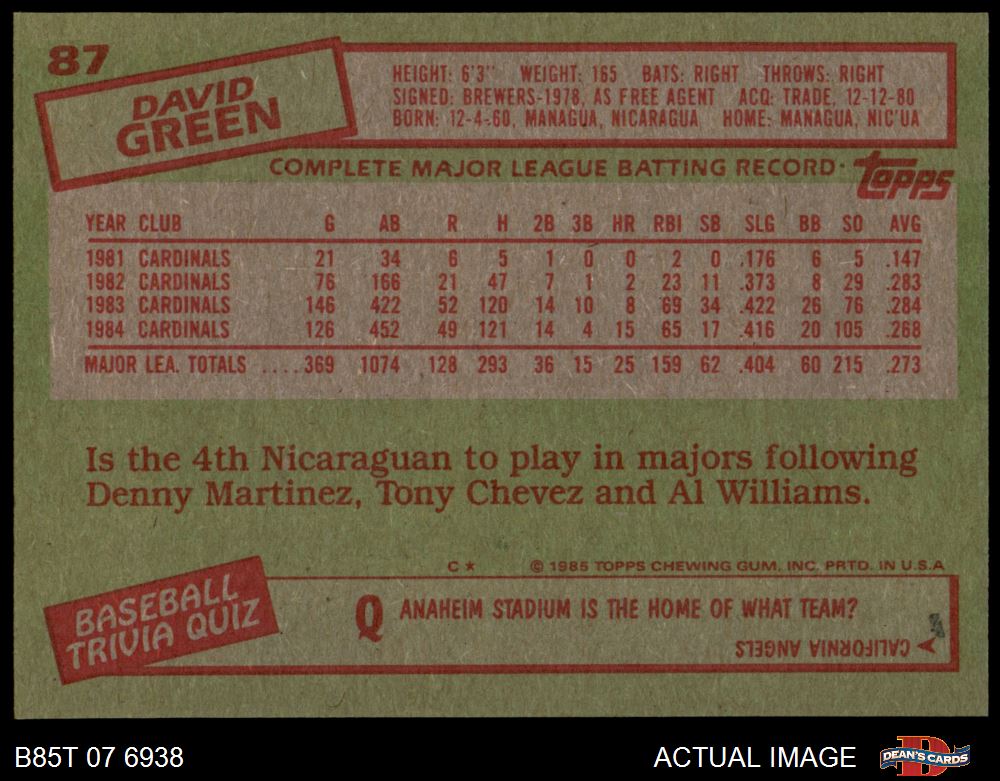 87
DAVID
GREEN
HEIGHT: 6'3" WEIGHT: 165 BATS: RIGHT THROWS: RIGHT
SIGNED: BREWERS-1978, AS FREE AGENT ACQ: TRADE, 12-12-80
BORN: 12-4-60, MANAGUA, NICARAGUA HOME: MANAGUA, NIC'UA
COMPLETE MAJOR LEAGUE BATTING RECORD. Topps
YEAR CLUB G AB R H 2B 3B HR RBI SB SLG BB SO AVG
1981 CARDINALS 21 34 6 5 1 0 0 2 0 .176 6 5 .147
1982 CARDINALS 76 166 21 47 7 1 2 23 11 .373 8 29 .283
1983 CARDINALS 146 422 52 120 14 10 8 69 34 .422 26 76 .284
1984 CARDINALS 126 452 49 121 14 4 15 65 17 .416 20 105 .268
MAJOR LEA. TOTALS ....369 1074 128 293 36 15 25 159 62 .404 60 215 .273
Is the 4th Nicaraguan to play in majors following
Denny Martinez, Tony Chevez and Al Williams.
C★ © 1985 TOPPS CHEWING GUM, INC. PRTD. IN U.S.A
BASEBALL
TRIVIA QUIZ
Q ANAHEIM STADIUM IS THE HOME OF WHAT TEAM?
CALIFORNIA ANGELS
B85T 07 6938 ACTUAL IMAGE DEAN'S CARDS